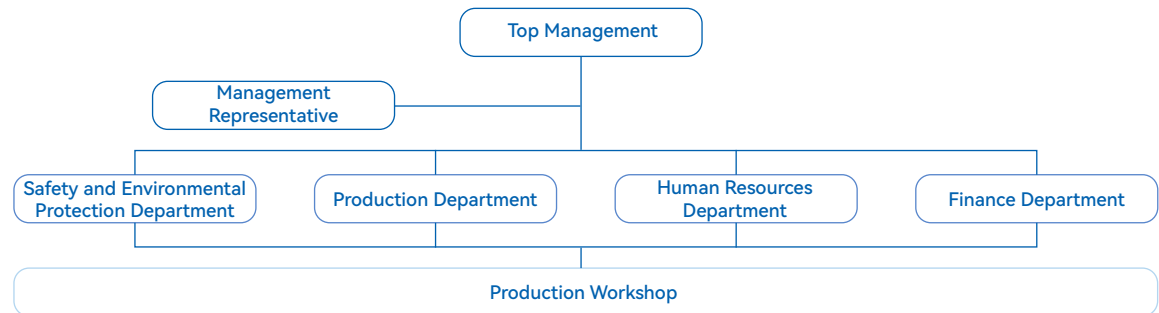 Top Management
Management
Representative
Safety and Environmental
Protection Department
Production Department
Human Resources
Department
Finance Department
Production Workshop